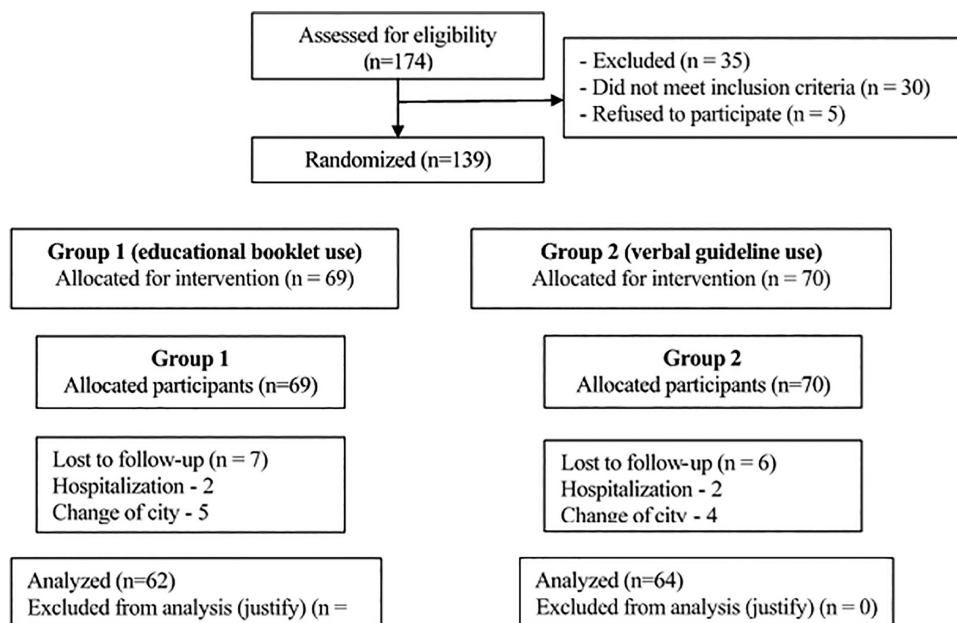 Assessed for eligibility
(n=174)
- Excluded (n = 35)
- Did not meet inclusion criteria (n = 30)
- Refused to participate (n = 5)
Randomized (n=139)
Group 1 (educational booklet use)
Allocated for intervention (n = 69)
Group 2 (verbal guideline use)
Allocated for intervention (n = 70)
Group 1
Allocated participants (n=69)
Group 2
Allocated participants (n=70)
Lost to follow-up (n = 7)
Hospitalization - 2
Change of city - 5
Lost to follow-up (n = 6)
Hospitalization - 2
Change of city - 4
Analyzed (n=62)
Excluded from analysis (justify) (n =
Analyzed (n=64)
Excluded from analysis (justify) (n = 0)